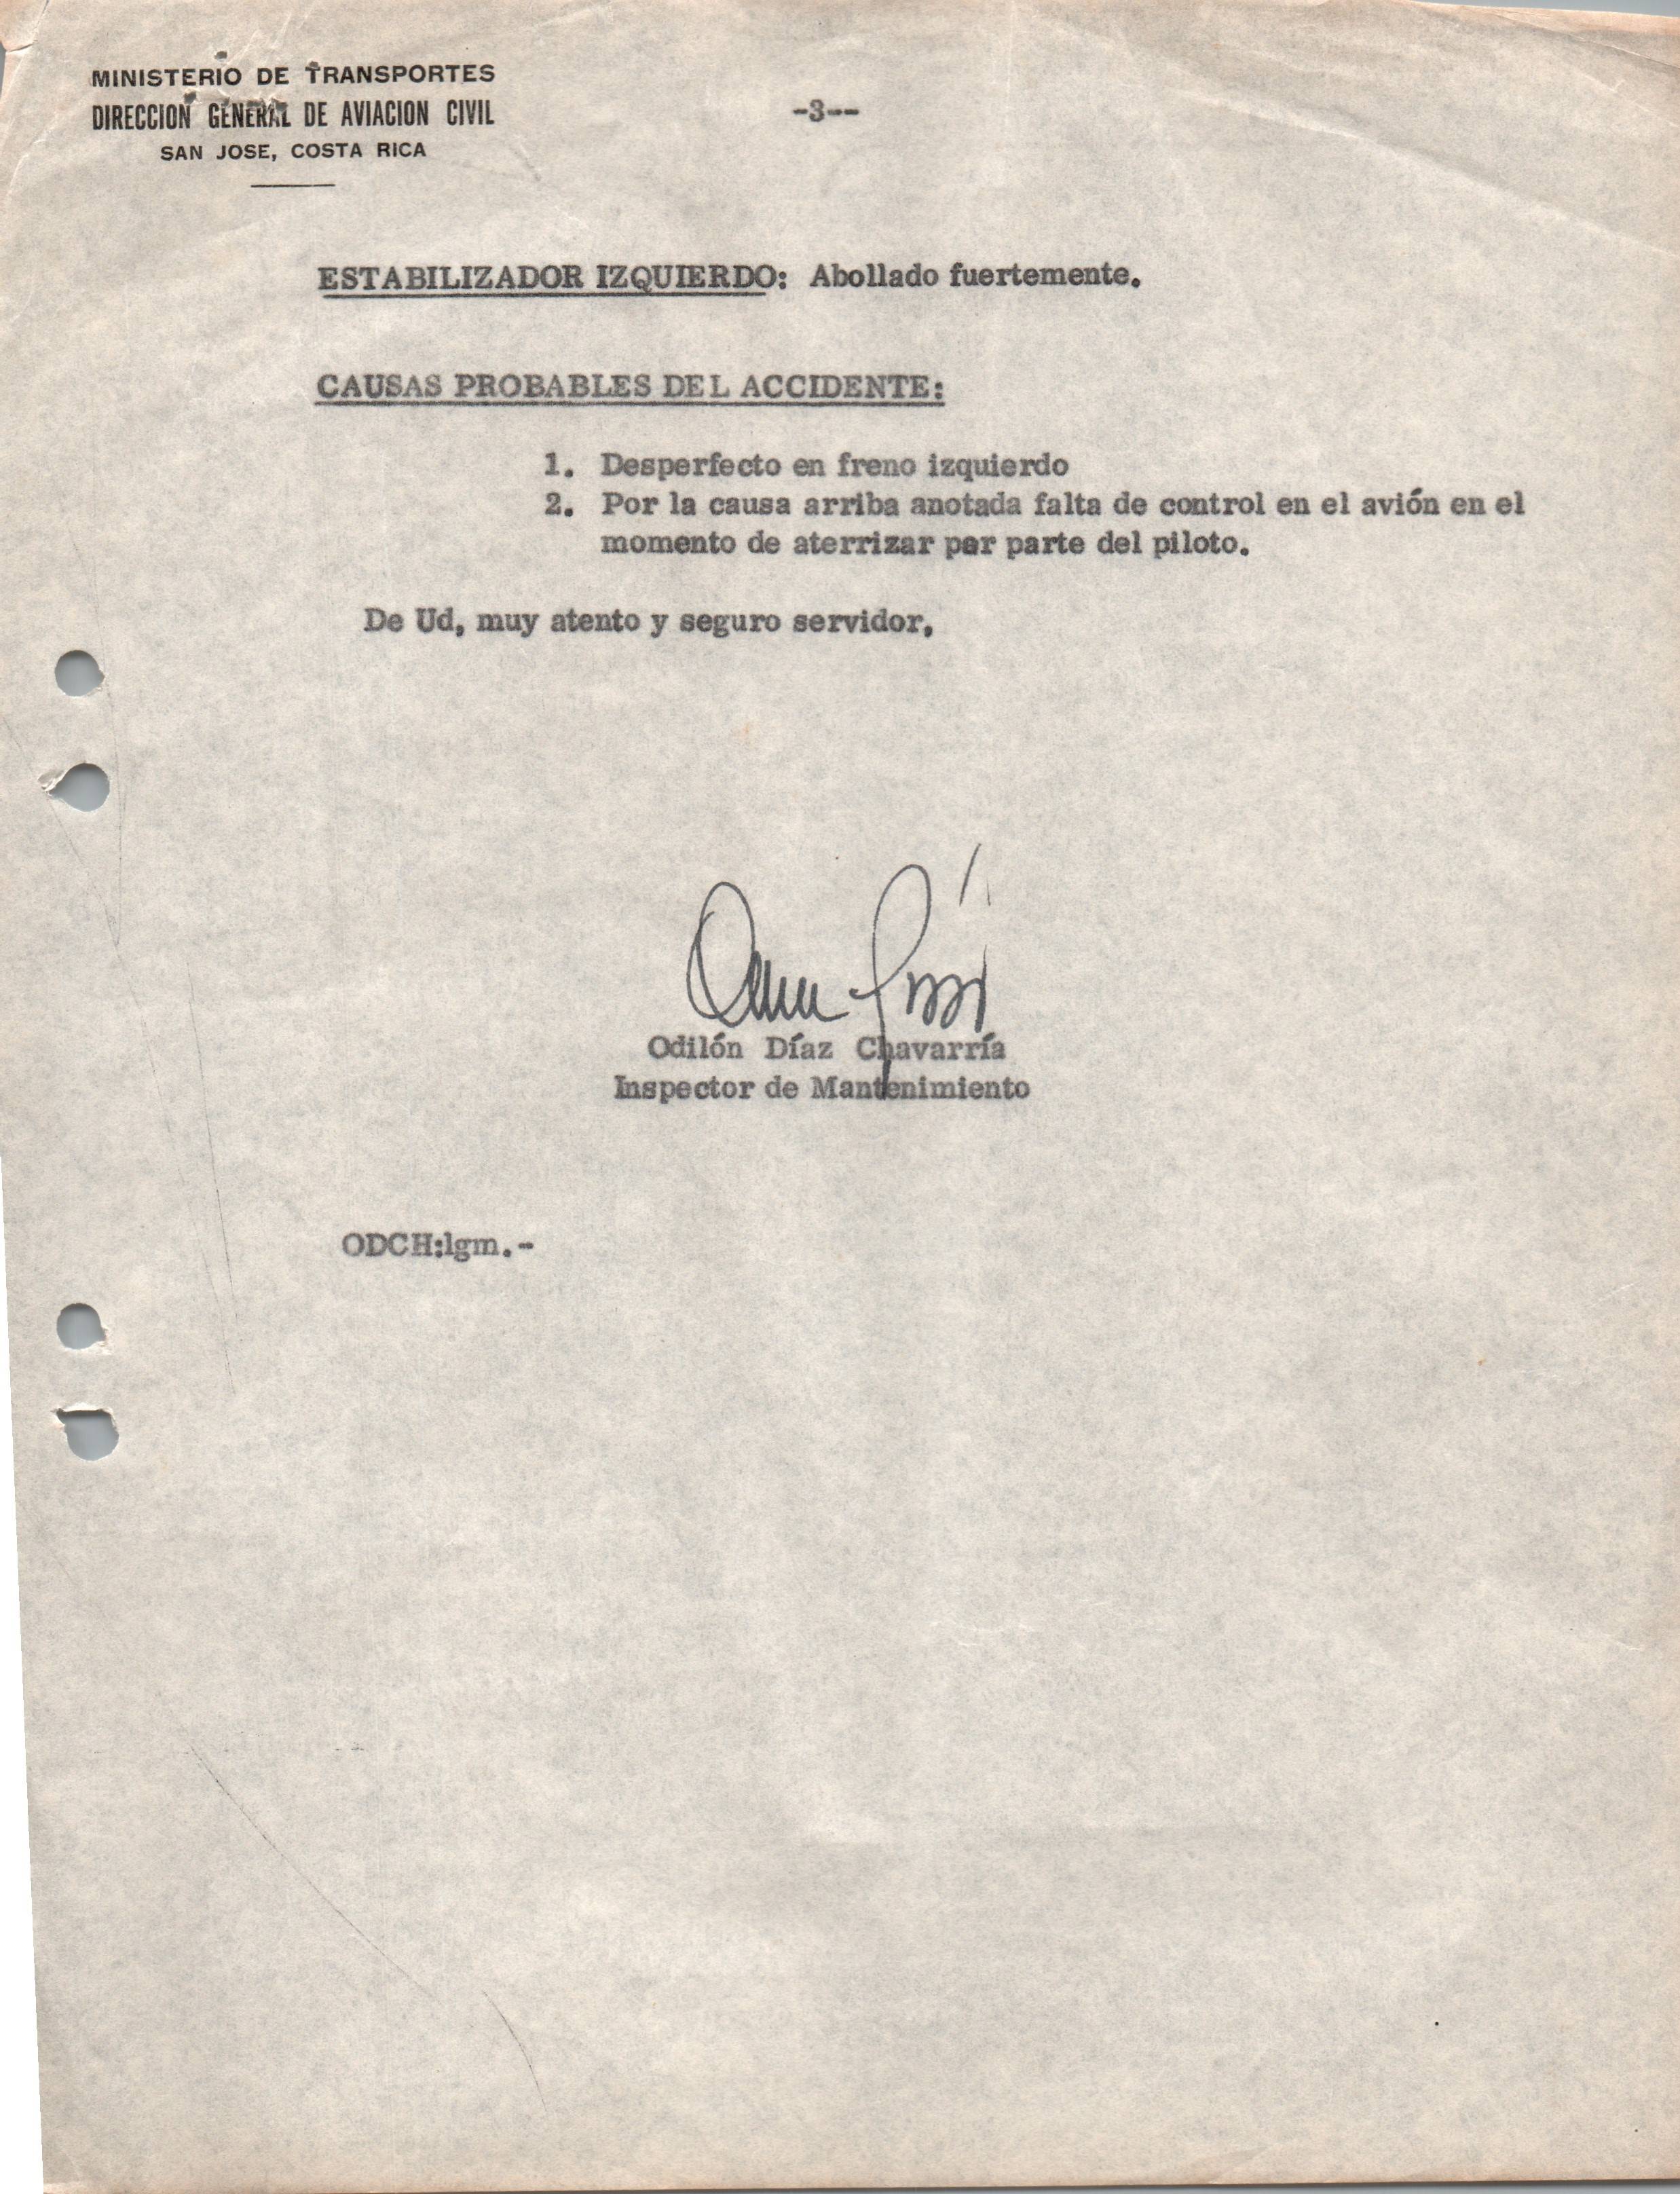 MINISTERIO DE TRANSPORTES
DIRECCION GENERAL DE AVIACION CIVIL
SAN JOSE, COSTA RICA
-3--
ESTABILIZADOR IZQUIERDO: Abollado fuertemente.
CAUSAS PROBABLES DEL ACCIDENTE:
1. Desperfecto en freno izquierdo
2. Por la causa arriba anotada falta de control en el avión en el
momento de aterrizar por parte del piloto.
De Ud, muy atento y seguro servidor,
Odilón Díaz Chavarría
Inspector de Mantenimiento
ODCH:lgm.-